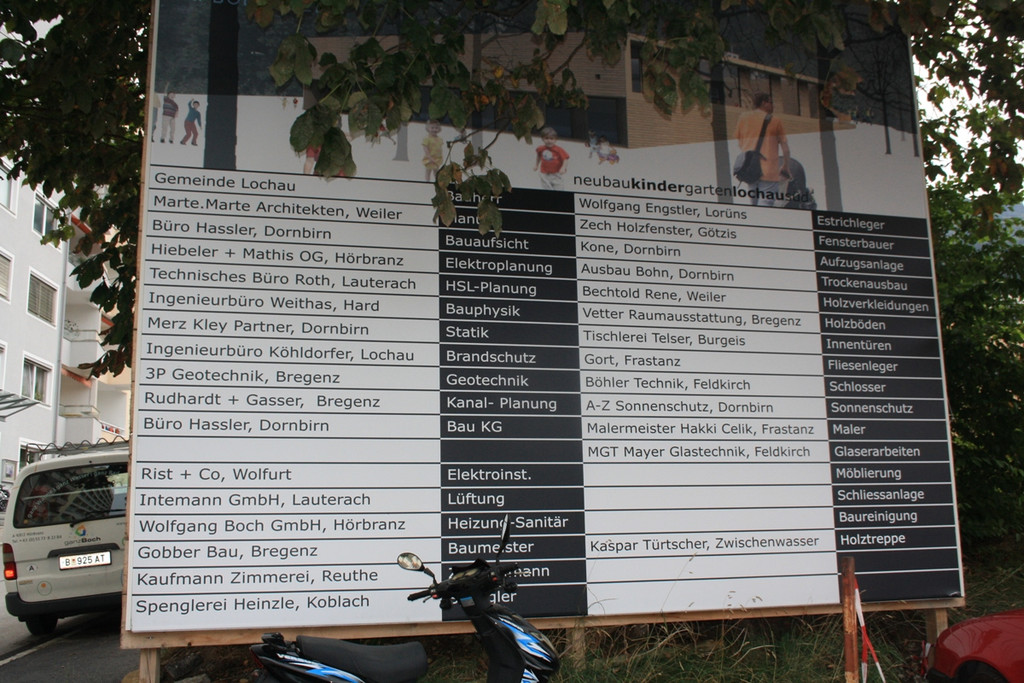 neubaukindergartenlochausüd
Gemeinde Lochau Bauherr
Marte.Marte Architekten, Weiler
Büro Hassler, Dornbirn Bauaufsicht
Hiebeler + Mathis OG, Hörbranz Elektroplanung
Technisches Büro Roth, Lauterach HSL-Planung
Ingenieurbüro Weithas, Hard Bauphysik
Merz Kley Partner, Dornbirn Statik
Ingenieurbüro Köhldorfer, Lochau Brandschutz
3P Geotechnik, Bregenz Geotechnik
Rudhardt + Gasser, Bregenz Kanal- Planung
Büro Hassler, Dornbirn Bau KG
Rist + Co, Wolfurt Elektroinst.
Intemann GmbH, Lauterach Lüftung
Wolfgang Boch GmbH, Hörbranz Heizung-Sanitär
Gobber Bau, Bregenz Baumeister
Kaufmann Zimmerei, Reuthe
Spenglerei Heinzle, Koblach
Wolfgang Engstler, Lorüns Estrichleger
Zech Holzfenster, Götzis Fensterbauer
Kone, Dornbirn Aufzugsanlage
Ausbau Bohn, Dornbirn Trockenausbau
Bechtold Rene, Weiler Holzverkleidungen
Vetter Raumausstattung, Bregenz Holzböden
Tischlerei Telser, Burgeis Innentüren
Gort, Frastanz Fliesenleger
Böhler Technik, Feldkirch Schlosser
A-Z Sonnenschutz, Dornbirn Sonnenschutz
Malermeister Hakki Celik, Frastanz Maler
MGT Mayer Glastechnik, Feldkirch Glaserarbeiten
Möblierung
Schliessanlage
Baureinigung
Kaspar Türtscher, Zwischenwasser Holztreppe
B 925 AT